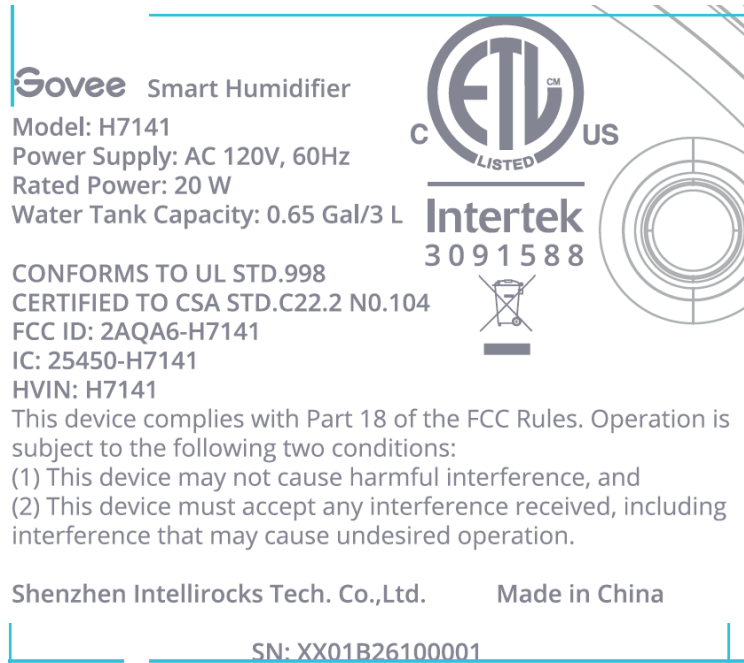 Govee Smart Humidifier
Model: H7141
Power Supply: AC 120V, 60Hz
Rated Power: 20 W
Water Tank Capacity: 0.65 Gal/3 L
ETL CM
C US
LISTED
Intertek
3091588
CONFORMS TO UL STD.998
CERTIFIED TO CSA STD.C22.2 N0.104
FCC ID: 2AQA6-H7141
IC: 25450-H7141
HVIN: H7141
This device complies with Part 18 of the FCC Rules. Operation is
subject to the following two conditions:
(1) This device may not cause harmful interference, and
(2) This device must accept any interference received, including
interference that may cause undesired operation.
Shenzhen Intellirocks Tech. Co.,Ltd. Made in China
SN: XX01B26100001